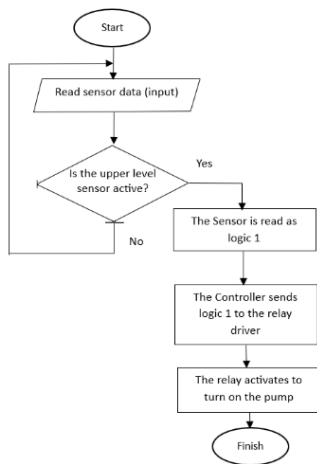 Start
Read sensor data (input)
Is the upper level
sensor active?
Yes
No
The Sensor is read as
logic 1
The Controller sends
logic 1 to the relay
driver
The relay activates to
turn on the pump
Finish